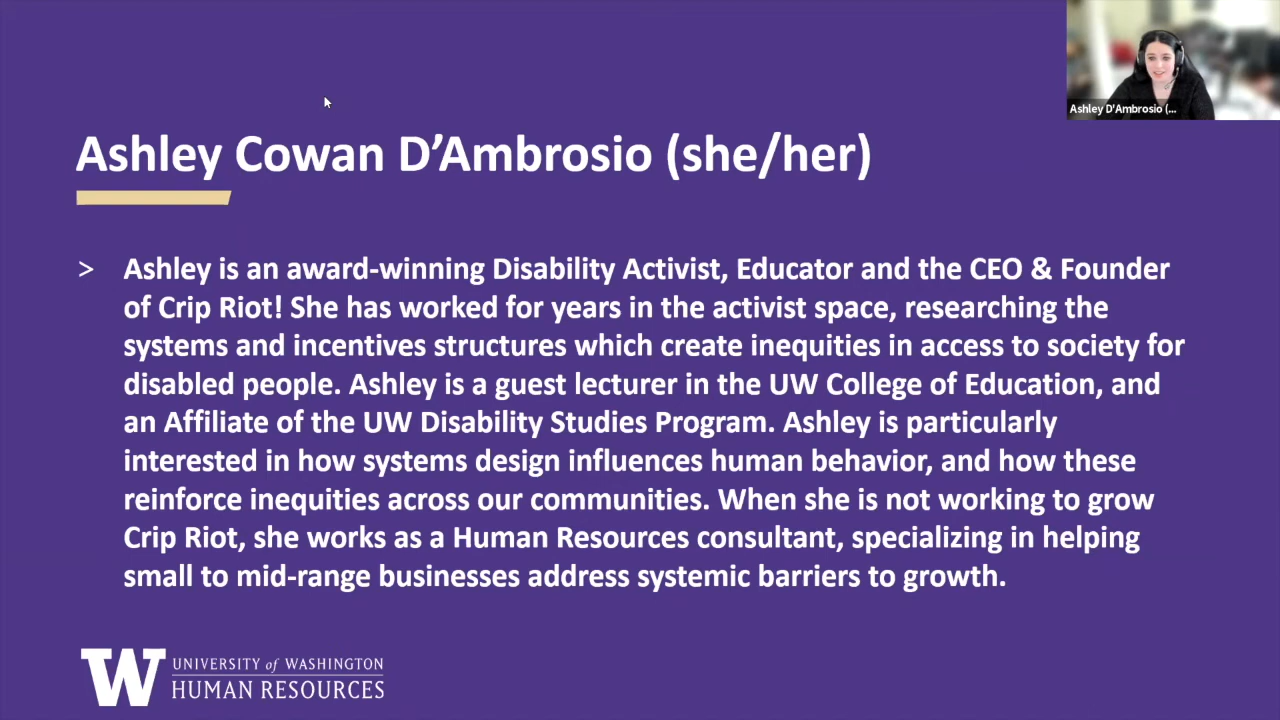 Ashley D'Ambrosio (...
Ashley Cowan D’Ambrosio (she/her)
> Ashley is an award-winning Disability Activist, Educator and the CEO & Founder
of Crip Riot! She has worked for years in the activist space, researching the
systems and incentives structures which create inequities in access to society for
disabled people. Ashley is a guest lecturer in the UW College of Education, and
an Affiliate of the UW Disability Studies Program. Ashley is particularly
interested in how systems design influences human behavior, and how these
reinforce inequities across our communities. When she is not working to grow
Crip Riot, she works as a Human Resources consultant, specializing in helping
small to mid-range businesses address systemic barriers to growth.
W UNIVERSITY of WASHINGTON
HUMAN RESOURCES